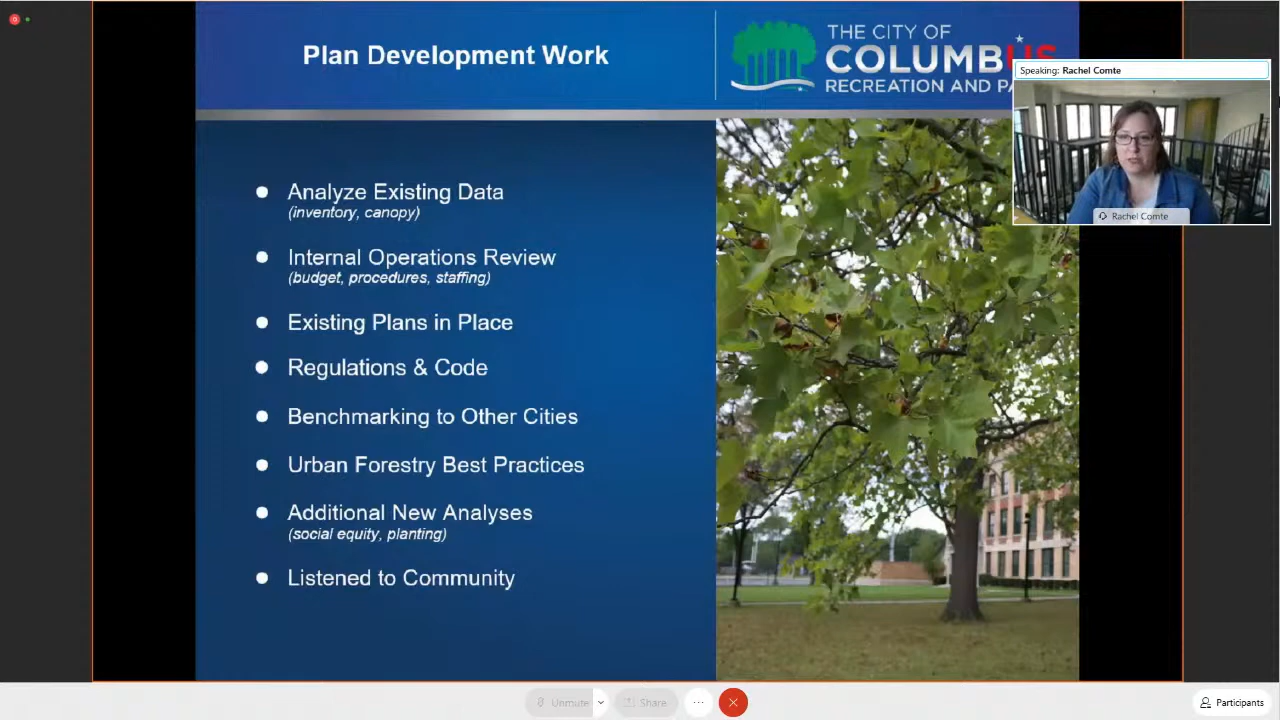 Plan Development Work
THE CITY OF
COLUMBUS
RECREATION AND PA
Speaking: Rachel Comte
Rachel Comte
Analyze Existing Data
(inventory, canopy)
Internal Operations Review
(budget, procedures, staffing)
Existing Plans in Place
Regulations & Code
Benchmarking to Other Cities
Urban Forestry Best Practices
Additional New Analyses
(social equity, planting)
Listened to Community
Unmute
Share
Participants